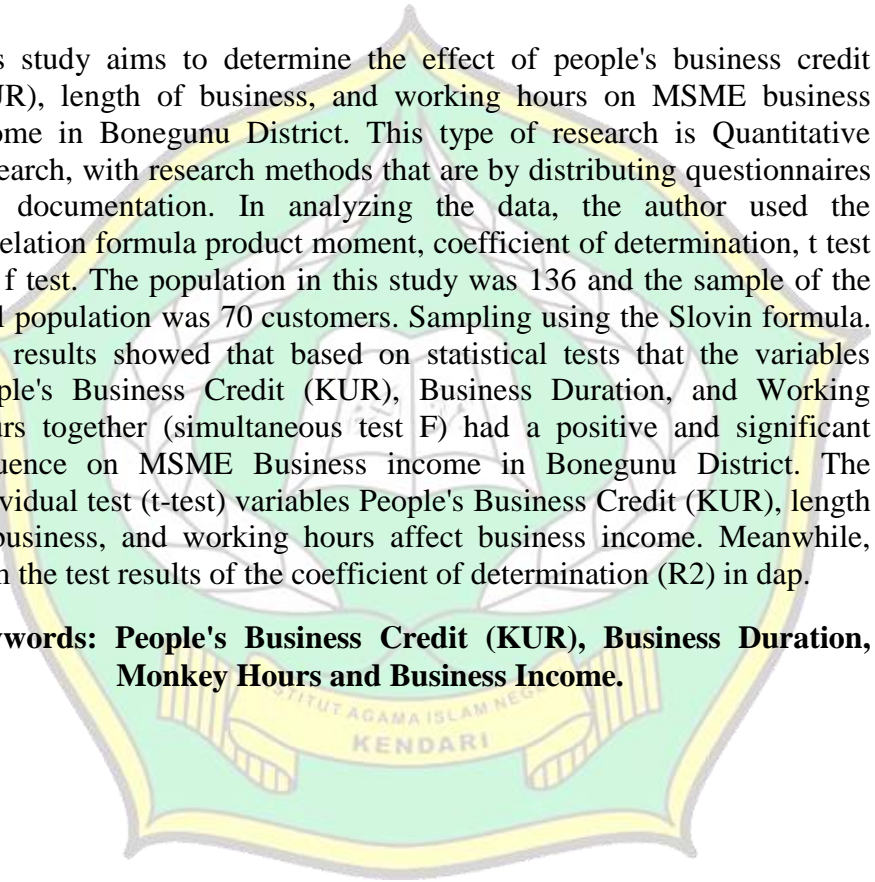 s study aims to determine the effect of people's business credit
UR), length of business, and working hours on MSME business
ome in Bonegunu District. This type of research is Quantitative
earch, with research methods that are by distributing questionnaires
documentation. In analyzing the data, the author used the
relation formula product moment, coefficient of determination, t test
f test. The population in this study was 136 and the sample of the
l population was 70 customers. Sampling using the Slovin formula.
results showed that based on statistical tests that the variables
ple's Business Credit (KUR), Business Duration, and Working
urs together (simultaneous test F) had a positive and significant
uence on MSME Business income in Bonegunu District. The
vidual test (t-test) variables People's Business Credit (KUR), length
business, and working hours affect business income. Meanwhile,
m the test results of the coefficient of determination (R2) in dap.
ywords: People's Business Credit (KUR), Business Duration,
Monkey Hours and Business Income.
STITUT AGAMA ISLAM NEGE
KENDARI